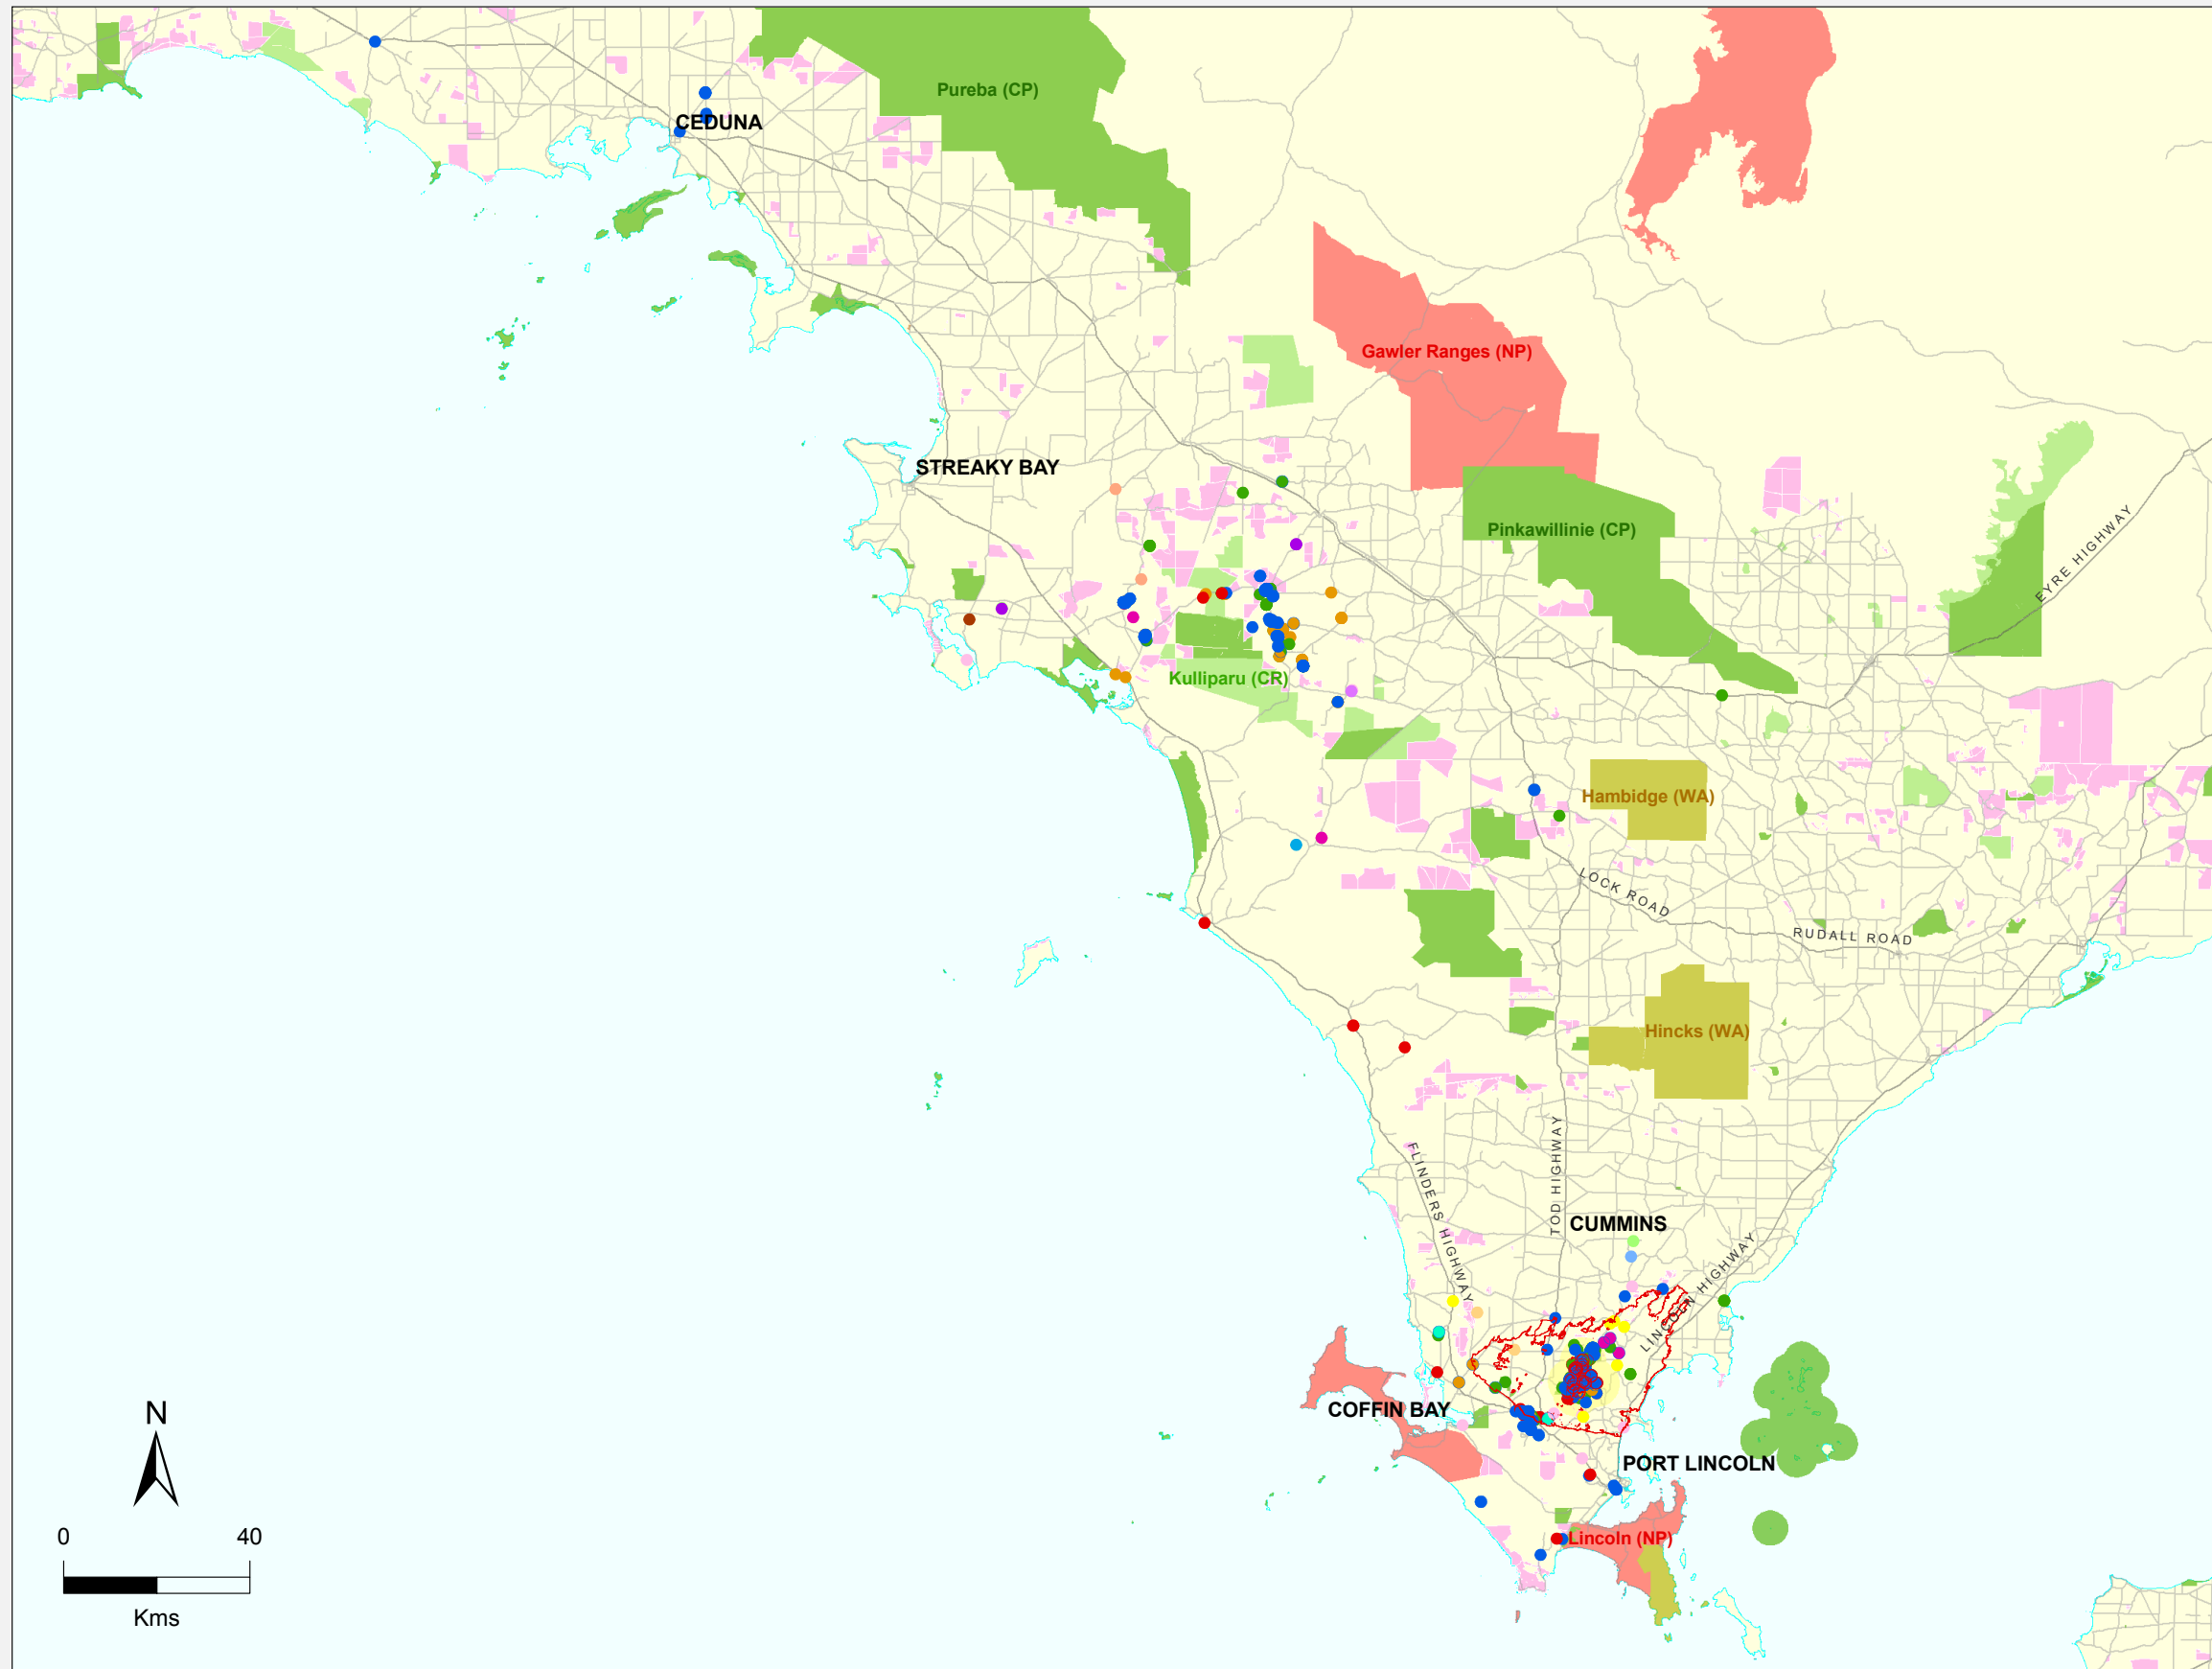 Pureba (CP)
CEDUNA
Gawler Ranges (NP)
STREAKY BAY
Pinkawillinie (CP)
EYRE HIGHWAY
Kulliparu (CR)
Hambidge (WA)
LOCK ROAD
RUDALL ROAD
Hincks (WA)
FLINDERS HIGHWAY
TOD HIGHWAY
CUMMINS
LINCOLN HIGHWAY
COFFIN BAY
N
PORT LINCOLN
0 40
Lincoln (NP)
Kms